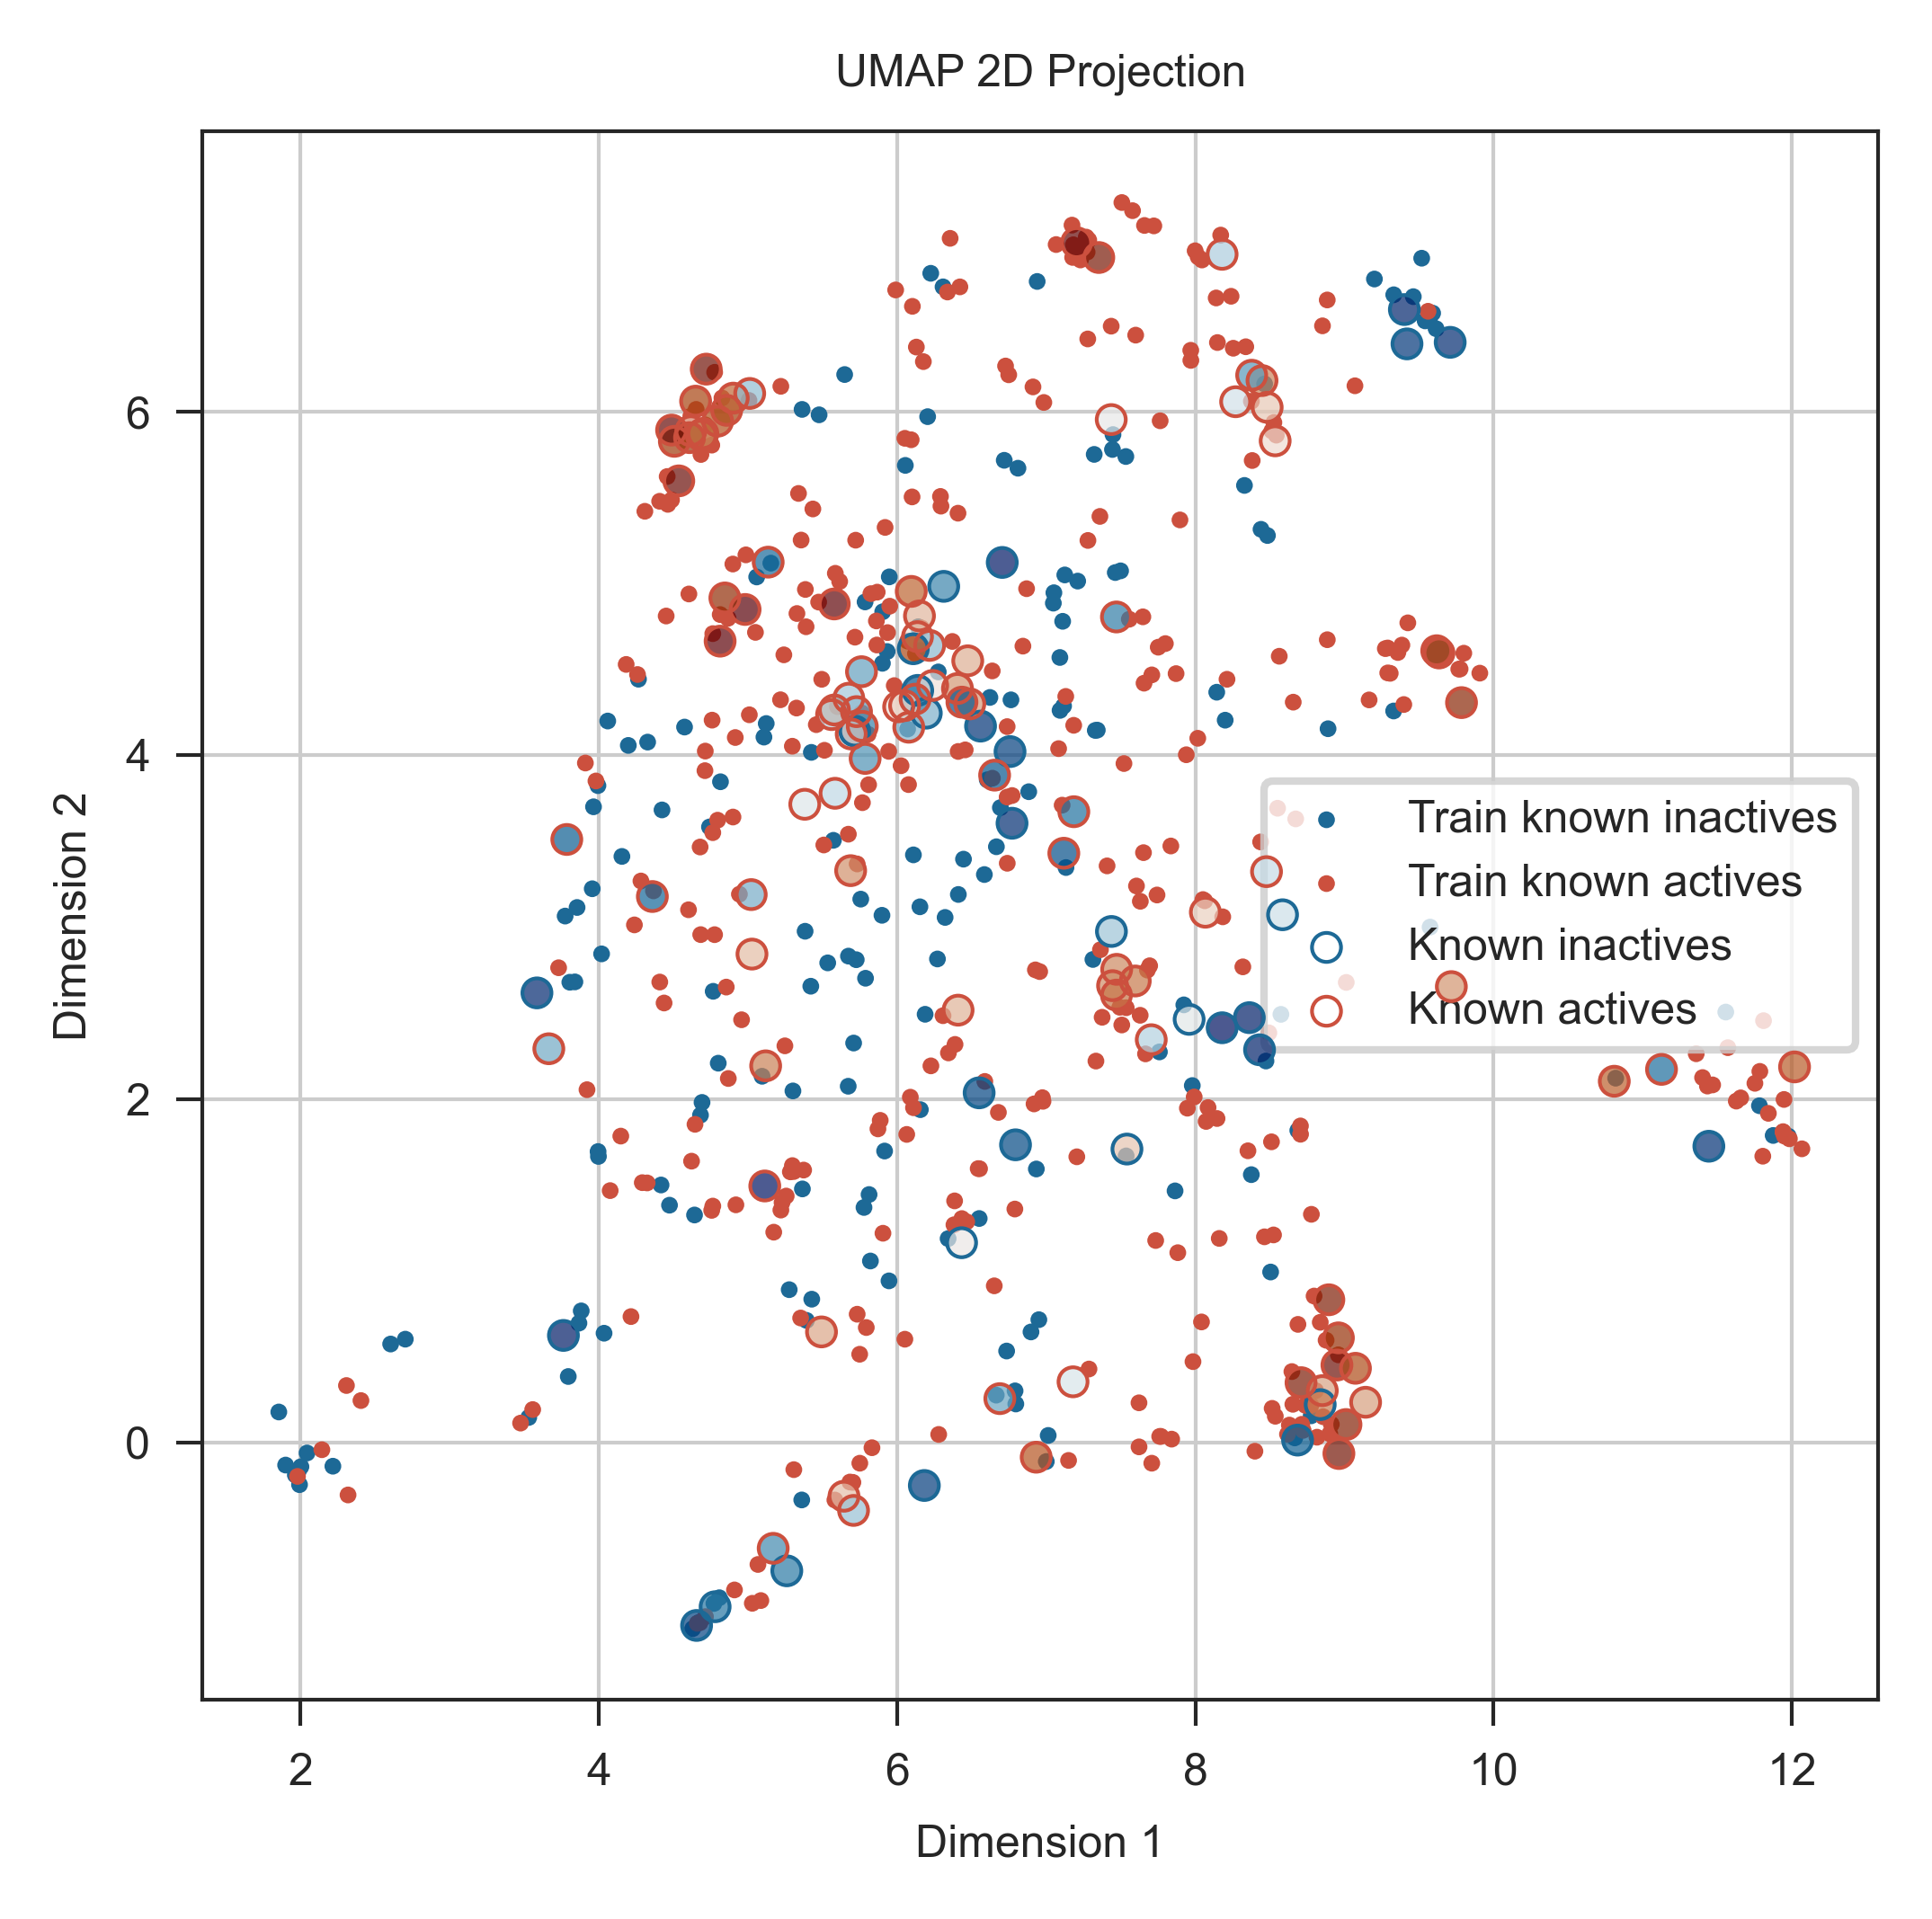 UMAP 2D Projection
Dimension 2
6
4
2
0
Train known inactives
Train known actives
Known inactives
Known actives
2 4 6 8 10 12
Dimension 1